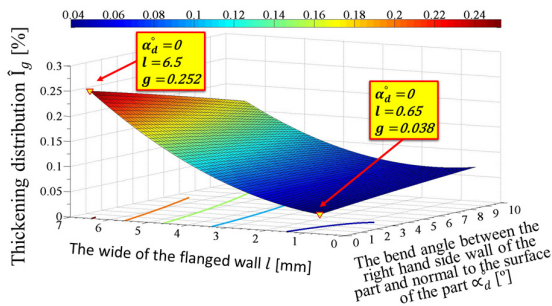 0.04 0.06 0.08 0.1 0.12 0.14 0.16 0.18 0.2 0.22 0.24
α°d=0
l=6.5
g=0.252
α°d=0
l=0.65
g=0.038
Thickening distribution Îg [%]
0.3
0.25
0.2
0.15
0.1
0.05
0
7 6 5 4 3 2 1 0
0 1 2 3 4 5 6 7 8 9 10
The wide of the flanged wall l [mm]
The bend angle between the
right hand side wall of the
part and normal to the surface
of the part ∝°d [°]